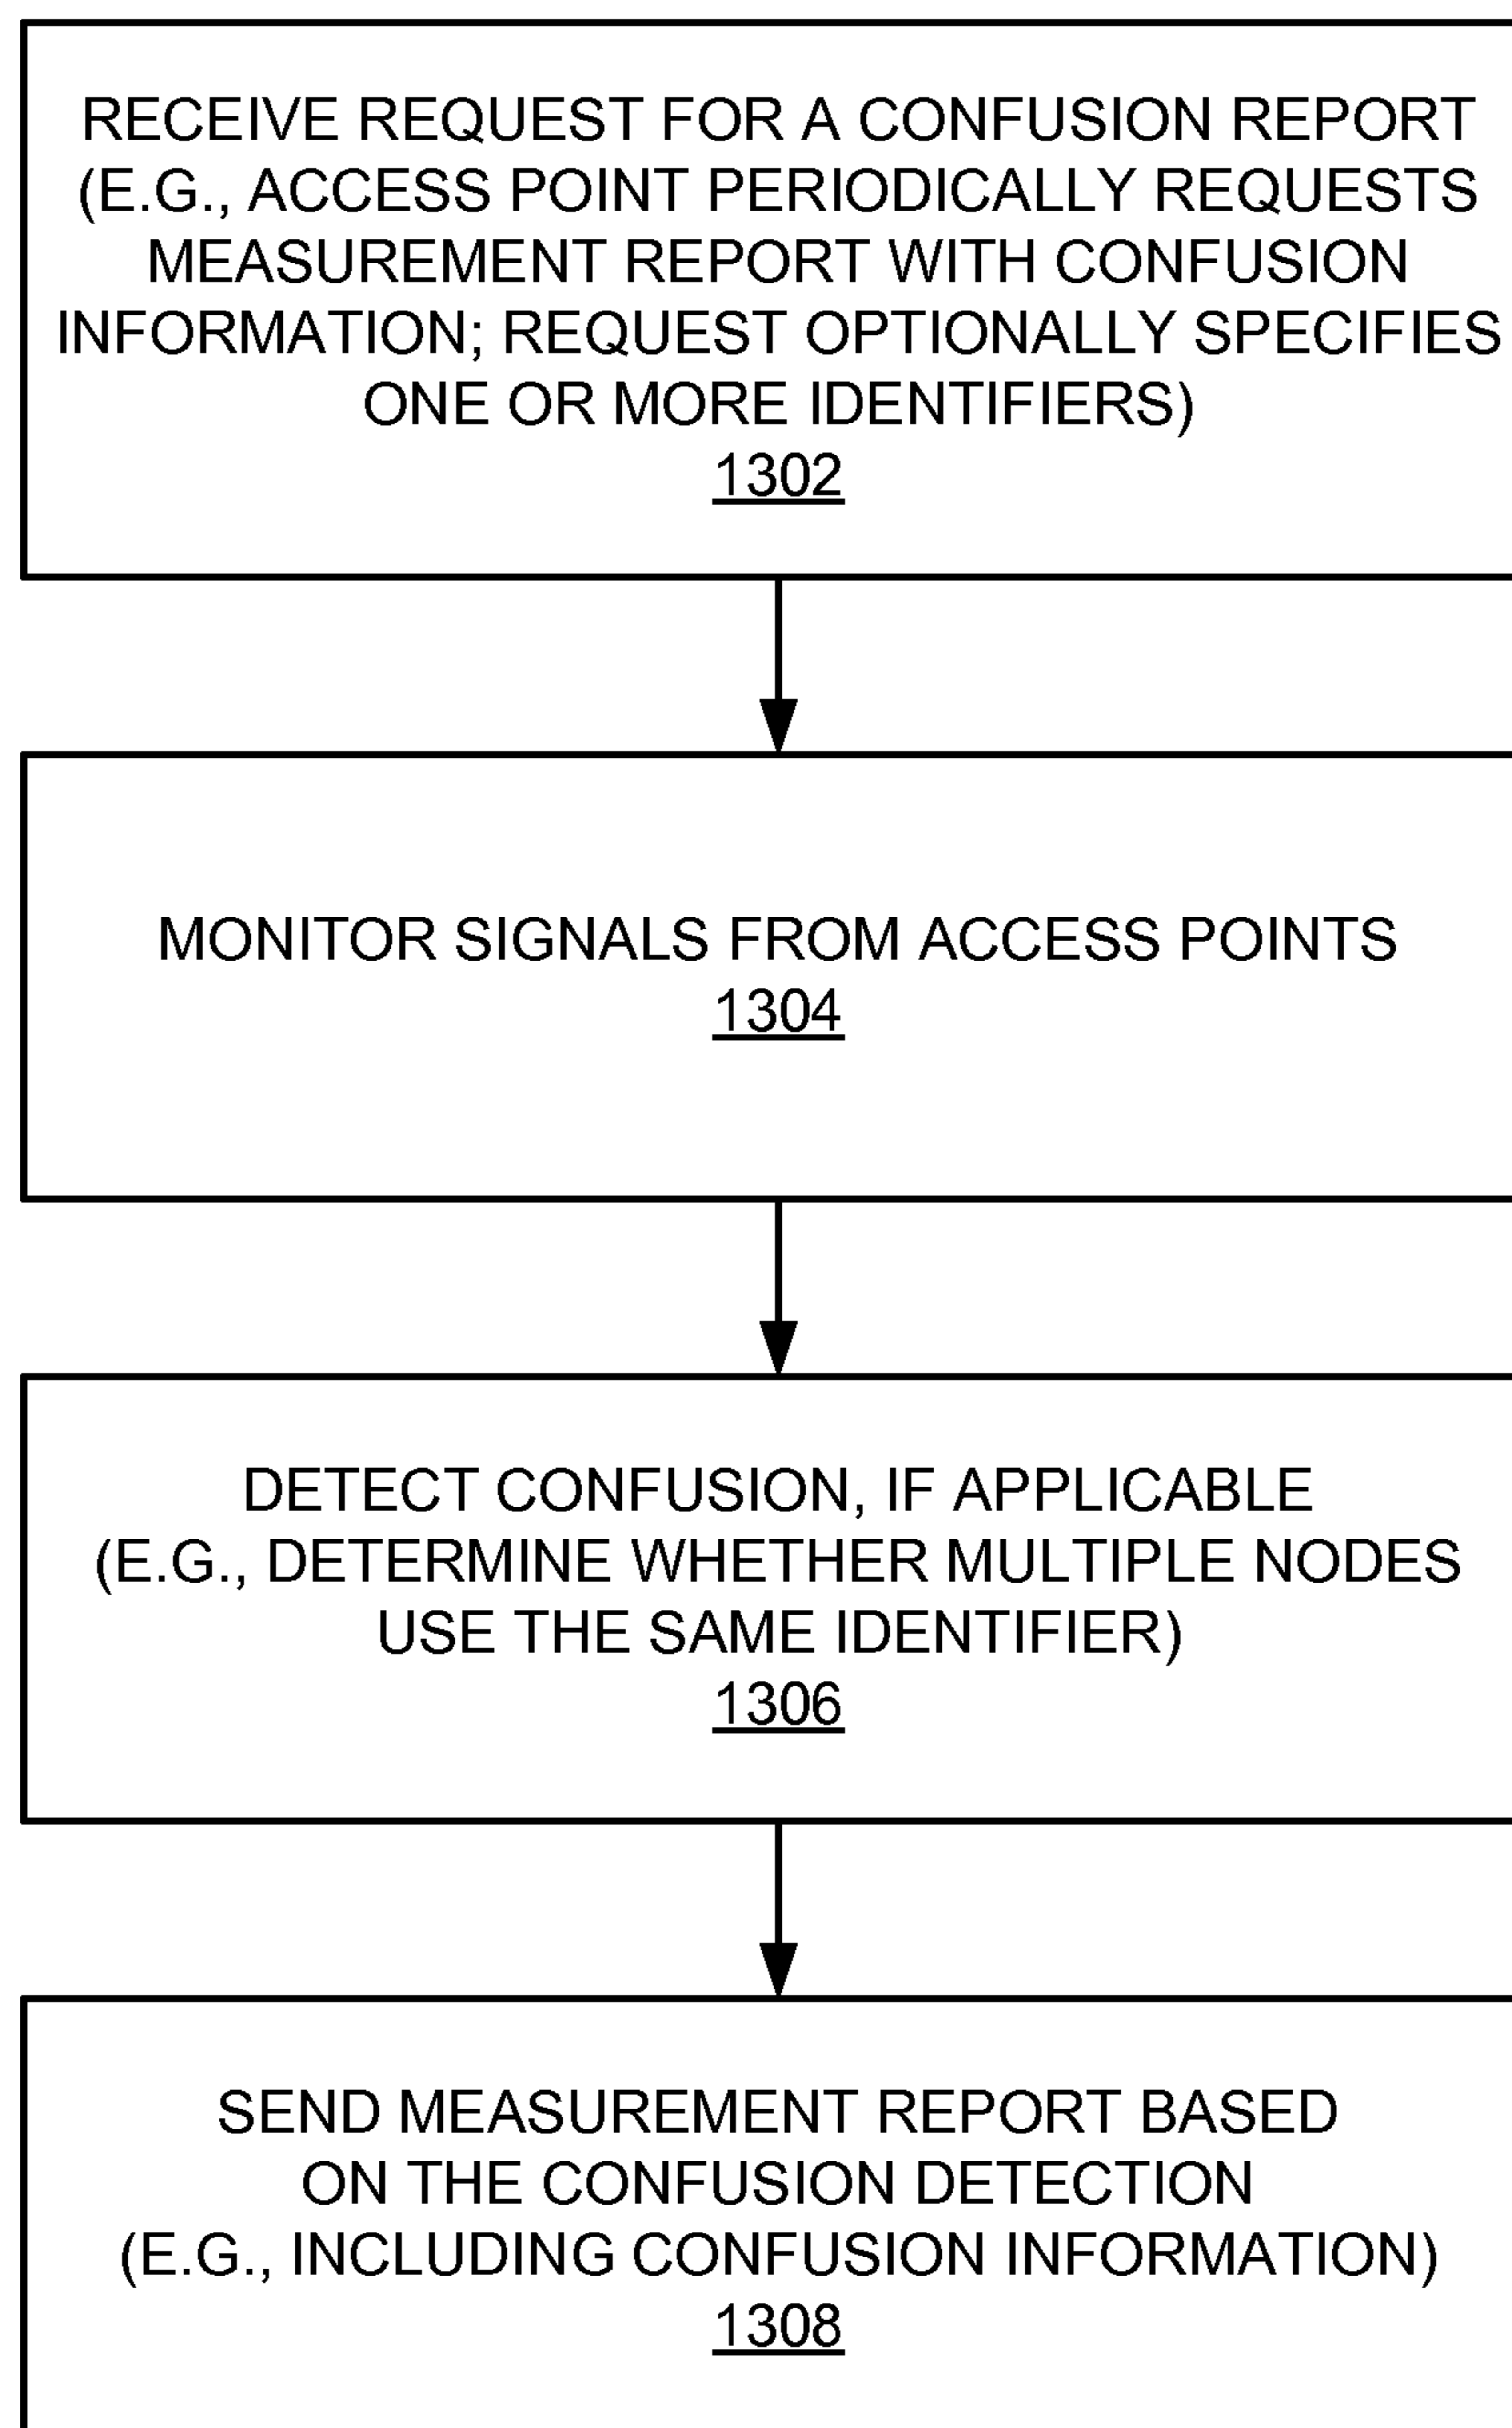 RECEIVE REQUEST FOR A CONFUSION REPORT
(E.G., ACCESS POINT PERIODICALLY REQUESTS
MEASUREMENT REPORT WITH CONFUSION
INFORMATION; REQUEST OPTIONALLY SPECIFIES
ONE OR MORE IDENTIFIERS)
1302
MONITOR SIGNALS FROM ACCESS POINTS
1304
DETECT CONFUSION, IF APPLICABLE
(E.G., DETERMINE WHETHER MULTIPLE NODES
USE THE SAME IDENTIFIER)
1306
SEND MEASUREMENT REPORT BASED
ON THE CONFUSION DETECTION
(E.G., INCLUDING CONFUSION INFORMATION)
1308